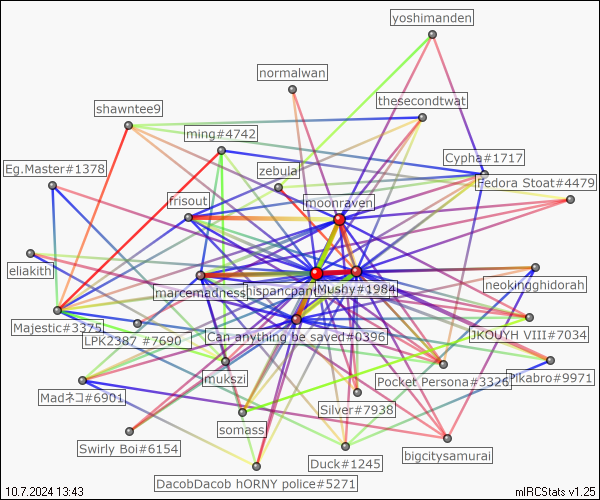 yoshimanden
normalwan
thesecondtwat
shawntee9
ming#4742
Cypha#1717
Eg.Master#1378
zebula
Fedora Stoat#4479
frisout
moonraven
eliakith
marcemadness
hispancpam
Mushy#1984
neokingghidorah
Majestic#3375
LPK2387 #7690
Can anything be saved#0396
JKOUYH VIII#7034
mukszi
Pocket Persona#3326
Pikabro#9971
Madネコ#6901
Silver#7938
somass
Swirly Boi#6154
Duck#1245
bigcitysamurai
DacobDacob hORNY police#5271
10.7.2024 13:43
mIRCStats v1.25